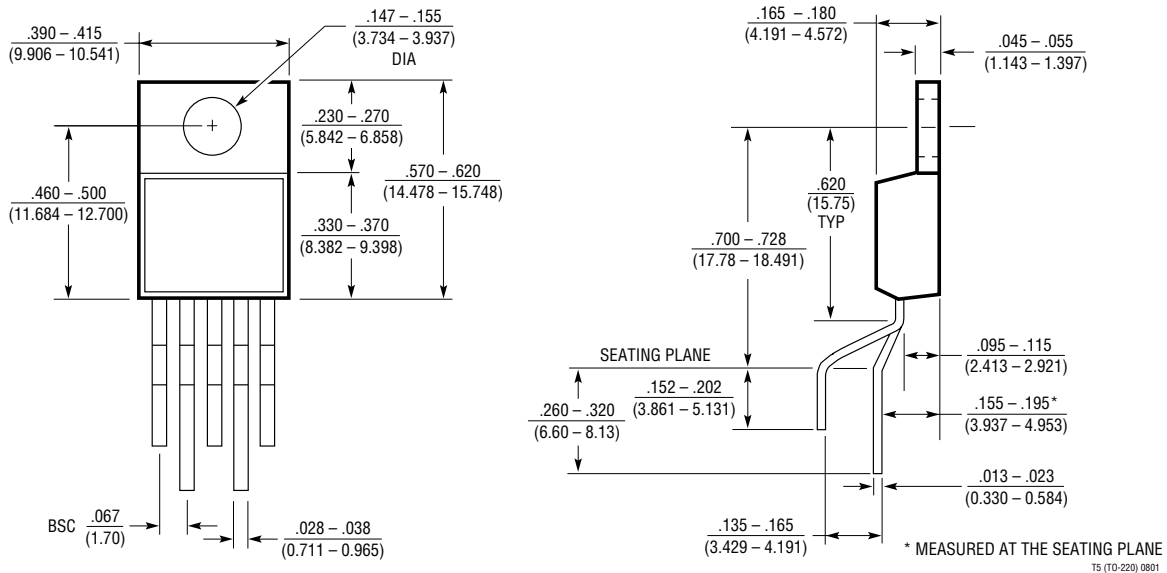 .390 – .415
(9.906 – 10.541)
.147 – .155
(3.734 – 3.937)
DIA
.230 – .270
(5.842 – 6.858)
.570 – .620
(14.478 – 15.748)
.460 – .500
(11.684 – 12.700)
.330 – .370
(8.382 – 9.398)
BSC
.067
(1.70)
.028 – .038
(0.711 – 0.965)
.165 – .180
(4.191 – 4.572)
.045 – .055
(1.143 – 1.397)
.620
(15.75)
TYP
.700 – .728
(17.78 – 18.491)
SEATING PLANE
.152 – .202
(3.861 – 5.131)
.260 – .320
(6.60 – 8.13)
.095 – .115
(2.413 – 2.921)
.155 – .195*
(3.937 – 4.953)
.013 – .023
(0.330 – 0.584)
.135 – .165
(3.429 – 4.191)
* MEASURED AT THE SEATING PLANE
T5 (TO-220) 0801